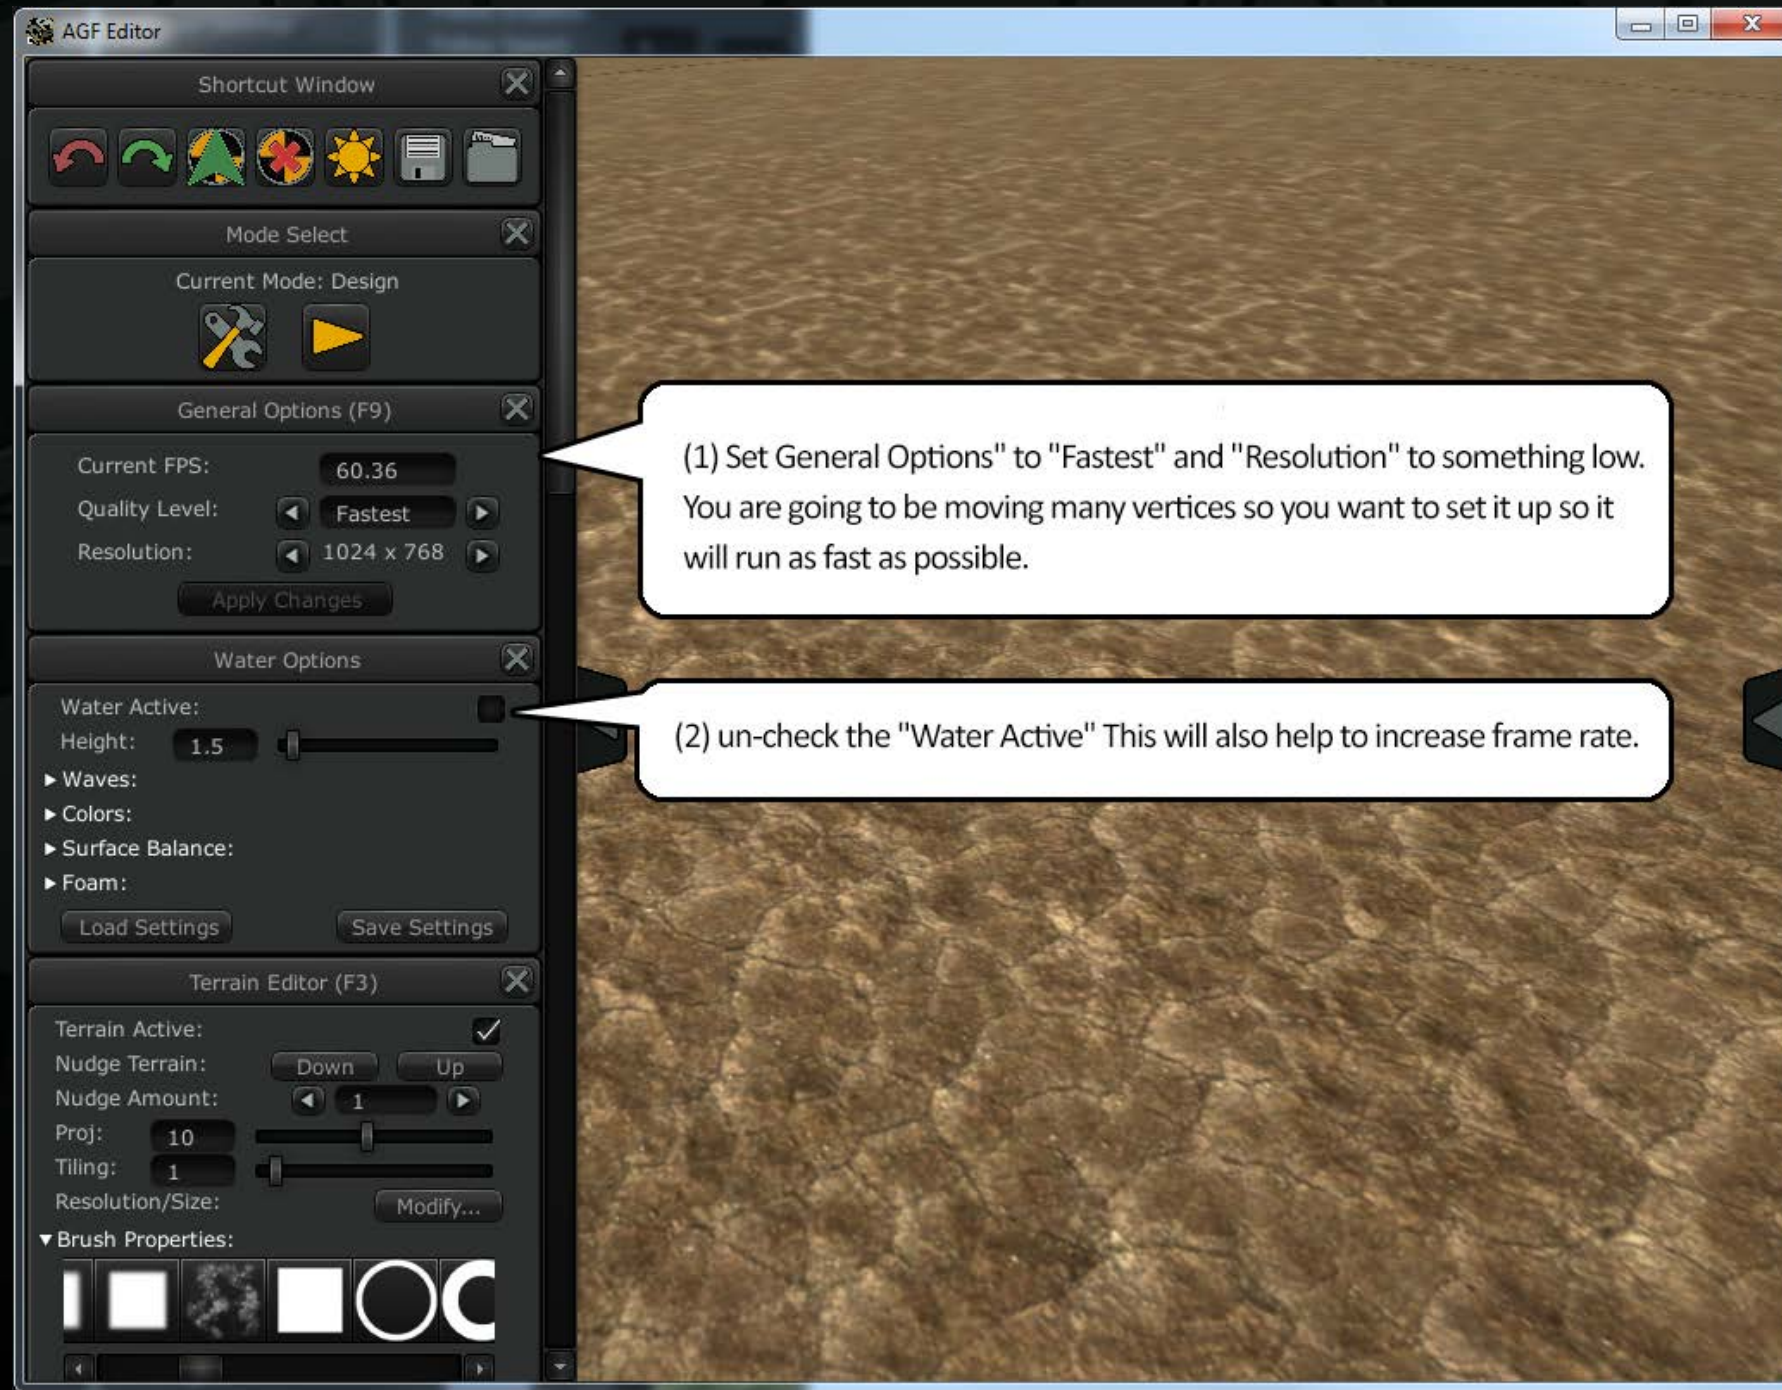 AGF Editor
Shortcut Window
Mode Select
Current Mode: Design
General Options (F9)
Current FPS: 60.36
Quality Level: Fastest
Resolution: 1024 x 768
Apply Changes
(1) Set General Options" to "Fastest" and "Resolution" to something low.
You are going to be moving many vertices so you want to set it up so it
will run as fast as possible.
Water Options
Water Active:
Height: 1.5
(2) un-check the "Water Active" This will also help to increase frame rate.
Waves:
Colors:
Surface Balance:
Foam:
Load Settings Save Settings
Terrain Editor (F3)
Terrain Active:
Nudge Terrain: Down Up
Nudge Amount: 1
Proj: 10
Tiling: 1
Resolution/Size: Modify...
Brush Properties: